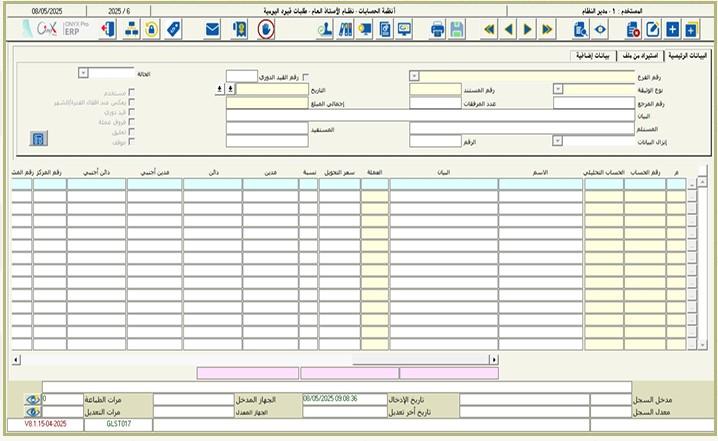 المستخدم : 1 - مدير النظام
أنظمة الحسابات - نظام الأستاذ العام - طلبات قيود اليومية
2025 / 6
08/05/2025
ONYX Pro
ERP
البيانات الرئيسية
استيراد من ملف
بيانات إضافية
رقم الفرع
رقم القيد الدوري
الحالة
نوع الوثيقة
رقم المستند
التاريخ
مستخدم
رقم المرجع
عدد المرفقات
إجمالي المبلغ
يعكس عند اقفال الفترة/الشهر
البيان
قيد دوري
المستلم
المستفيد
فروق عملة
إنزال البيانات
الرقم
تعليق
موقف
م
رقم الحساب
الحساب التحليلي
الاسم
البيان
العملة
سعر التحويل
نسبة
مدين
دائن
مدين أجنبي
دائن أجنبي
رقم المركز
رقم المش
مدخل السجل
تاريخ الإدخال
08/05/2025 09:08:36
الجهاز المدخل
مرات الطباعة
0
معدل السجل
تاريخ أخر تعديل
الجهاز المعدل
مرات التعديل
GLST017
V8.1.15-04-2025